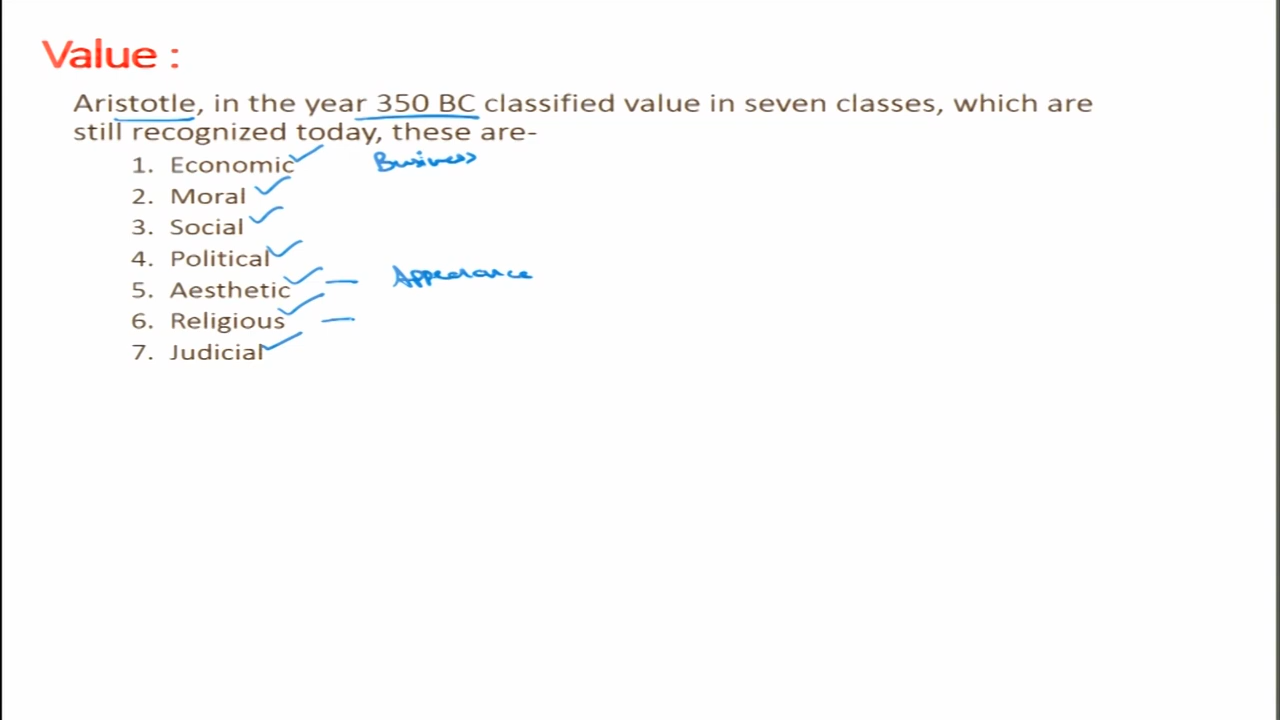 Value :
Aristotle, in the year 350 BC classified value in seven classes, which are
still recognized today, these are-
1. Economic Business
2. Moral
3. Social
4. Political
5. Aesthetic — Appearance
6. Religious —
7. Judicial